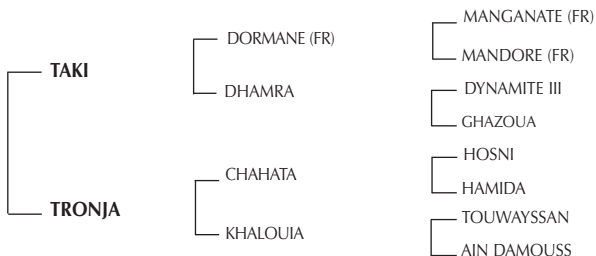 MANGANATE (FR)
DORMANE (FR)
MANDORE (FR)
TAKI
DYNAMITE III
DHAMRA
GHAZOUA
HOSNI
CHAHATA
HAMIDA
TRONJA
TOUWAYSSAN
KHALOUIA
AIN DAMOUSS